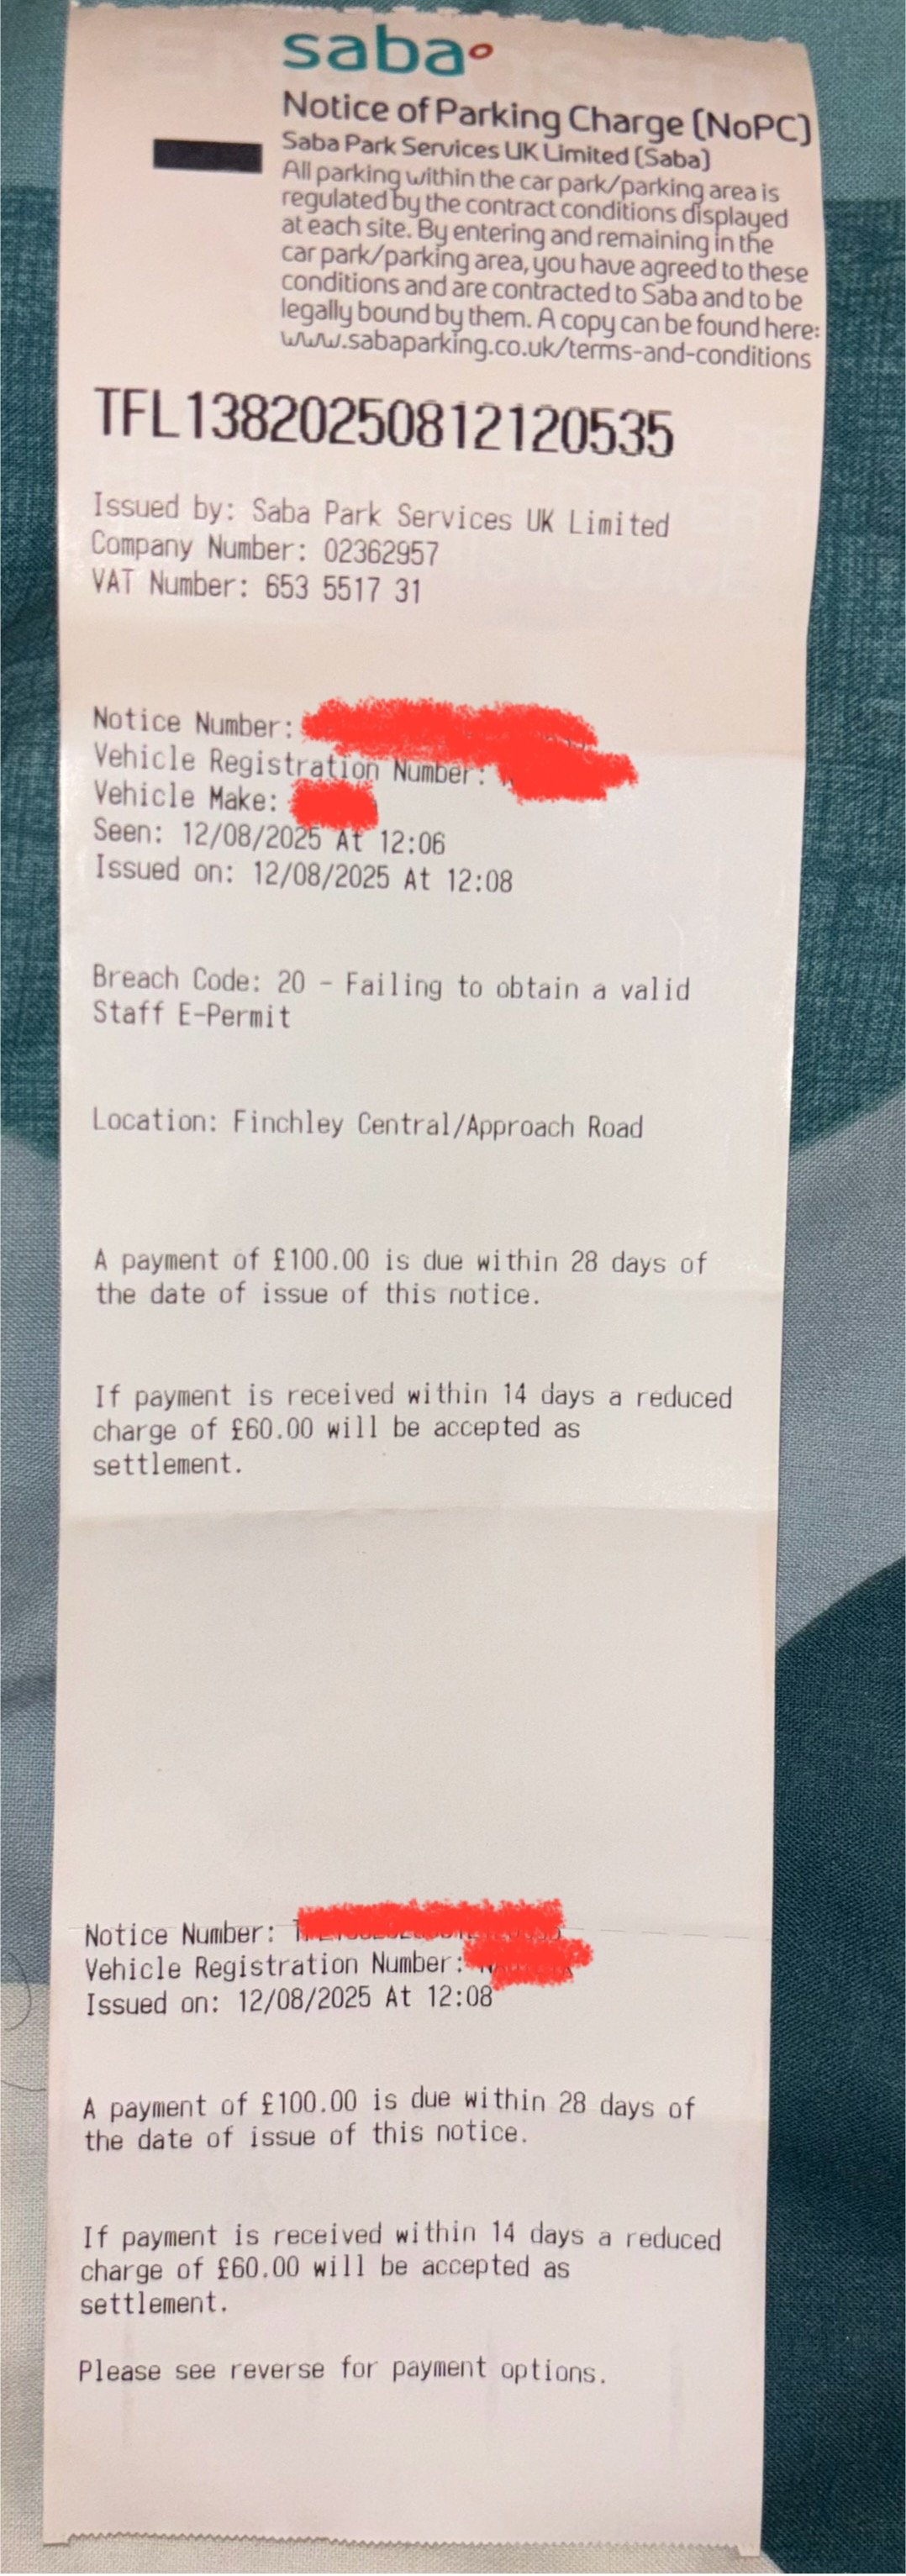 saba
Notice of Parking Charge (NoPC)
Saba Park Services UK Limited (Saba)
All parking within the car park/parking area is
regulated by the contract conditions displayed
at each site. By entering and remaining in the
car park/parking area, you have agreed to these
conditions and are contracted to Saba and to be
legally bound by them. A copy can be found here:
www.sabaparking.co.uk/terms-and-conditions
TFL13820250812120535
Issued by: Saba Park Services UK Limited
Company Number: 02362957
VAT Number: 653 5517 31
Notice Number:
Vehicle Registration Number:
Vehicle Make:
Seen: 12/08/2025 At 12:06
Issued on: 12/08/2025 At 12:08
Breach Code: 20 - Failing to obtain a valid
Staff E-Permit
Location: Finchley Central/Approach Road
A payment of £100.00 is due within 28 days of
the date of issue of this notice.
If payment is received within 14 days a reduced
charge of £60.00 will be accepted as
settlement.
Notice Number:
Vehicle Registration Number:
Issued on: 12/08/2025 At 12:08
A payment of £100.00 is due within 28 days of
the date of issue of this notice.
If payment is received within 14 days a reduced
charge of £60.00 will be accepted as
settlement.
Please see reverse for payment options.